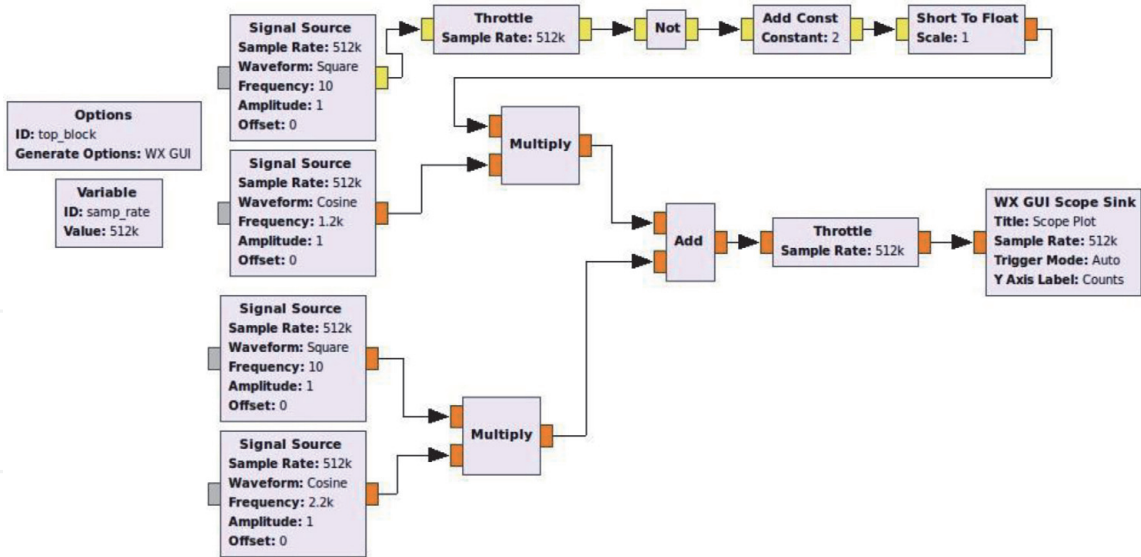 Options
ID: top_block
Generate Options: WX GUI
Variable
ID: samp_rate
Value: 512k
Signal Source
Sample Rate: 512k
Waveform: Square
Frequency: 10
Amplitude: 1
Offset: 0
Throttle
Sample Rate: 512k
Not
Add Const
Constant: 2
Short To Float
Scale: 1
Signal Source
Sample Rate: 512k
Waveform: Cosine
Frequency: 1.2k
Amplitude: 1
Offset: 0
Multiply
Signal Source
Sample Rate: 512k
Waveform: Square
Frequency: 10
Amplitude: 1
Offset: 0
Signal Source
Sample Rate: 512k
Waveform: Cosine
Frequency: 2.2k
Amplitude: 1
Offset: 0
Multiply
Add
Throttle
Sample Rate: 512k
WX GUI Scope Sink
Title: Scope Plot
Sample Rate: 512k
Trigger Mode: Auto
Y Axis Label: Counts